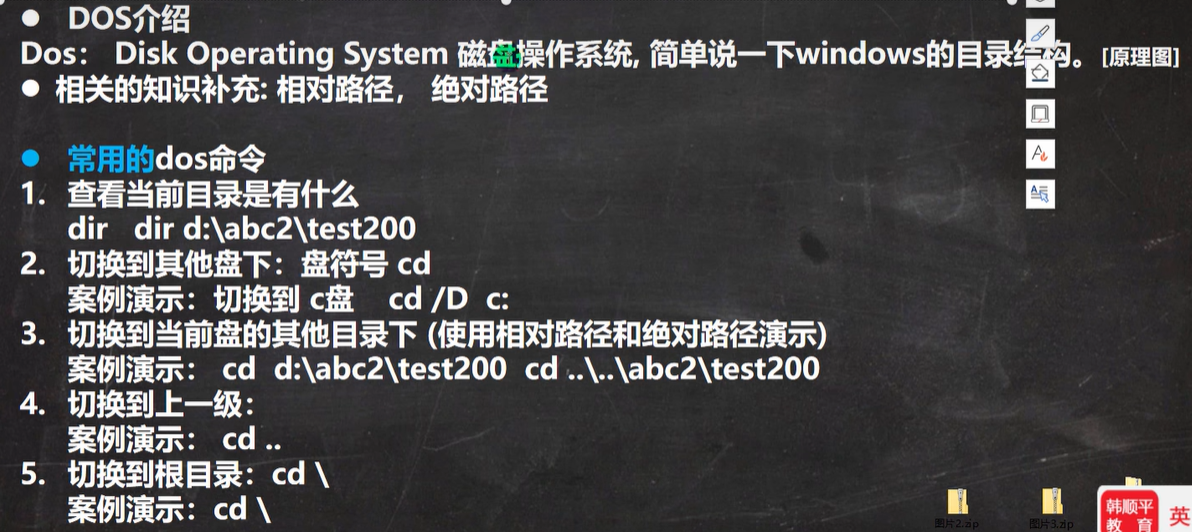 ● DOS介绍
Dos： Disk Operating System 磁盘操作系统, 简单说一下windows的目录结构。[原理图]
● 相关的知识补充: 相对路径， 绝对路径
● 常用的dos命令
1. 查看当前目录是有什么
dir dir d:\abc2\test200
2. 切换到其他盘下：盘符号 cd
案例演示：切换到 c盘 cd /D c:
3. 切换到当前盘的其他目录下 (使用相对路径和绝对路径演示)
案例演示： cd d:\abc2\test200 cd ..\..\abc2\test200
4. 切换到上一级：
案例演示： cd ..
5. 切换到根目录：cd \
案例演示：cd \
图片2.zip
图片3.zip
韩顺平
教育
英